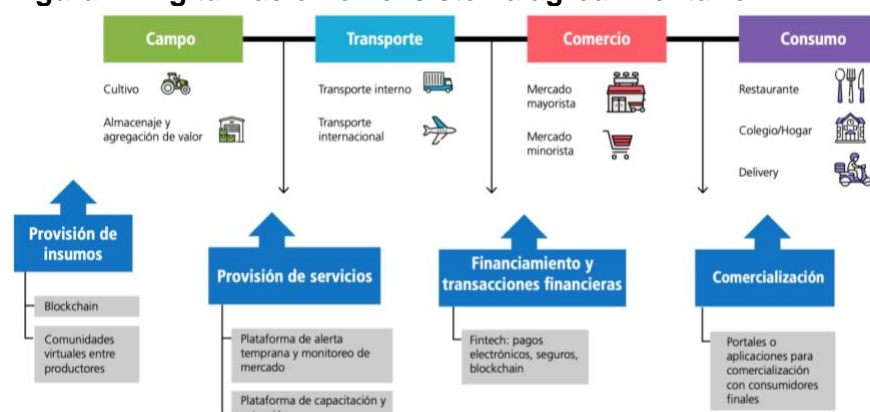 Campo
Transporte
Comercio
Consumo
Cultivo
Almacenaje y
agregación de valor
Transporte interno
Transporte
internacional
Mercado
mayorista
Mercado
minorista
Restaurante
Colegio/Hogar
Delivery
Provisión de
insumos
Blockchain
Comunidades
virtuales entre
productores
Provisión de servicios
Plataforma de alerta
temprana y monitoreo de
mercado
Plataforma de capacitación y
Financiamiento y
transacciones financieras
Fintech: pagos
electrónicos, seguros,
blockchain
Comercialización
Portales o
aplicaciones para
comercialización
con consumidores
finales